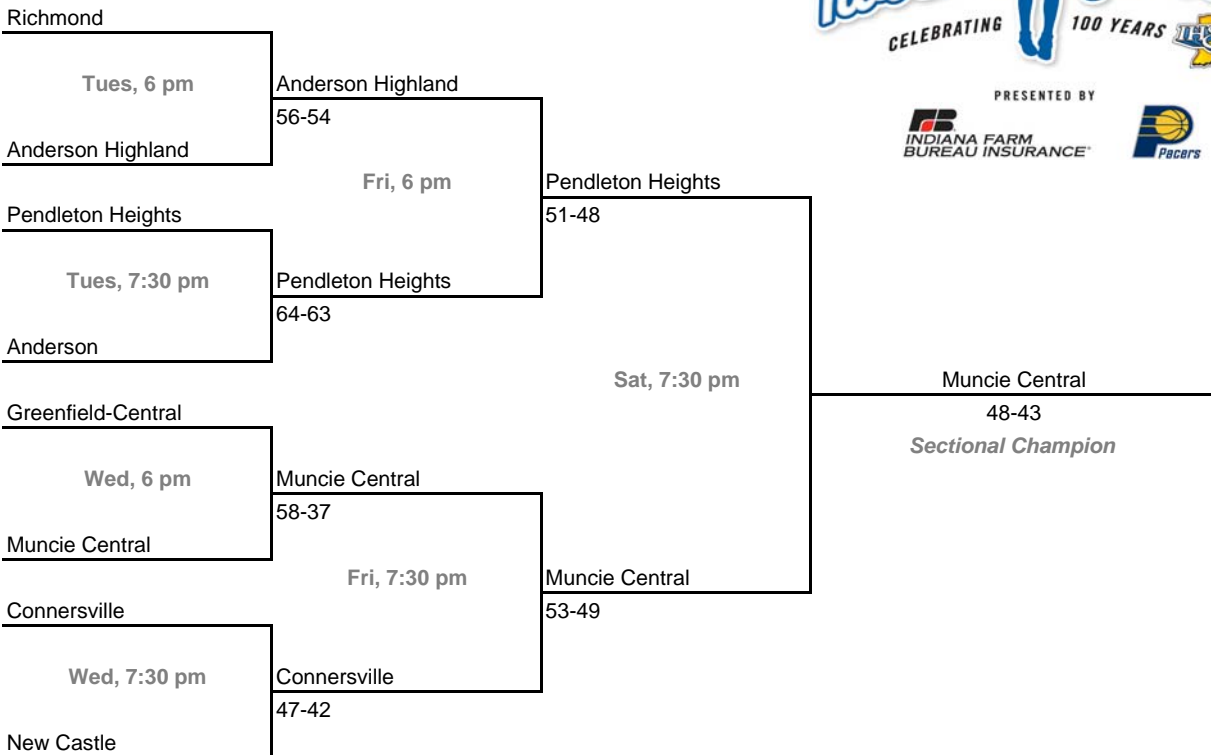 Richmond
CELEBRATING 100 YEARS
Tues, 6 pm
Anderson Highland
56-54
PRESENTED BY
INDIANA FARM
BUREAU INSURANCE
Pacers
Anderson Highland
Fri, 6 pm
Pendleton Heights
51-48
Pendleton Heights
Tues, 7:30 pm
Pendleton Heights
64-63
Anderson
Sat, 7:30 pm
Muncie Central
48-43
Sectional Champion
Greenfield-Central
Wed, 6 pm
Muncie Central
58-37
Muncie Central
Fri, 7:30 pm
Muncie Central
53-49
Connersville
Wed, 7:30 pm
Connersville
47-42
New Castle